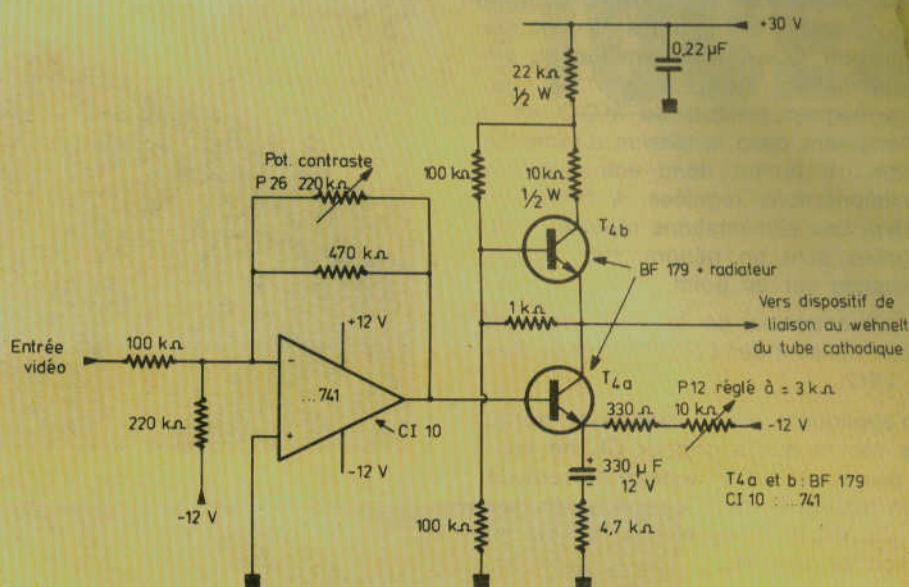 +30 V
0,22 µF
22 kΩ
½ W
Pot. contraste
P 26 220 kΩ
100 kΩ
10 kΩ
½ W
T4b
470 kΩ
BF 179 + radiateur
1 kΩ
Vers dispositif de
liaison au wehnelt
du tube cathodique
+12 V
Entrée
vidéo
100 kΩ
-
...741
+
T4a
P12 réglé à ≃ 3 kΩ
330 Ω
10 kΩ
-12 V
CI 10
220 kΩ
-12 V
-12 V
+
330 µF
-
12 V
T4a et b : BF 179
CI 10 : ...741
100 kΩ
4,7 kΩ